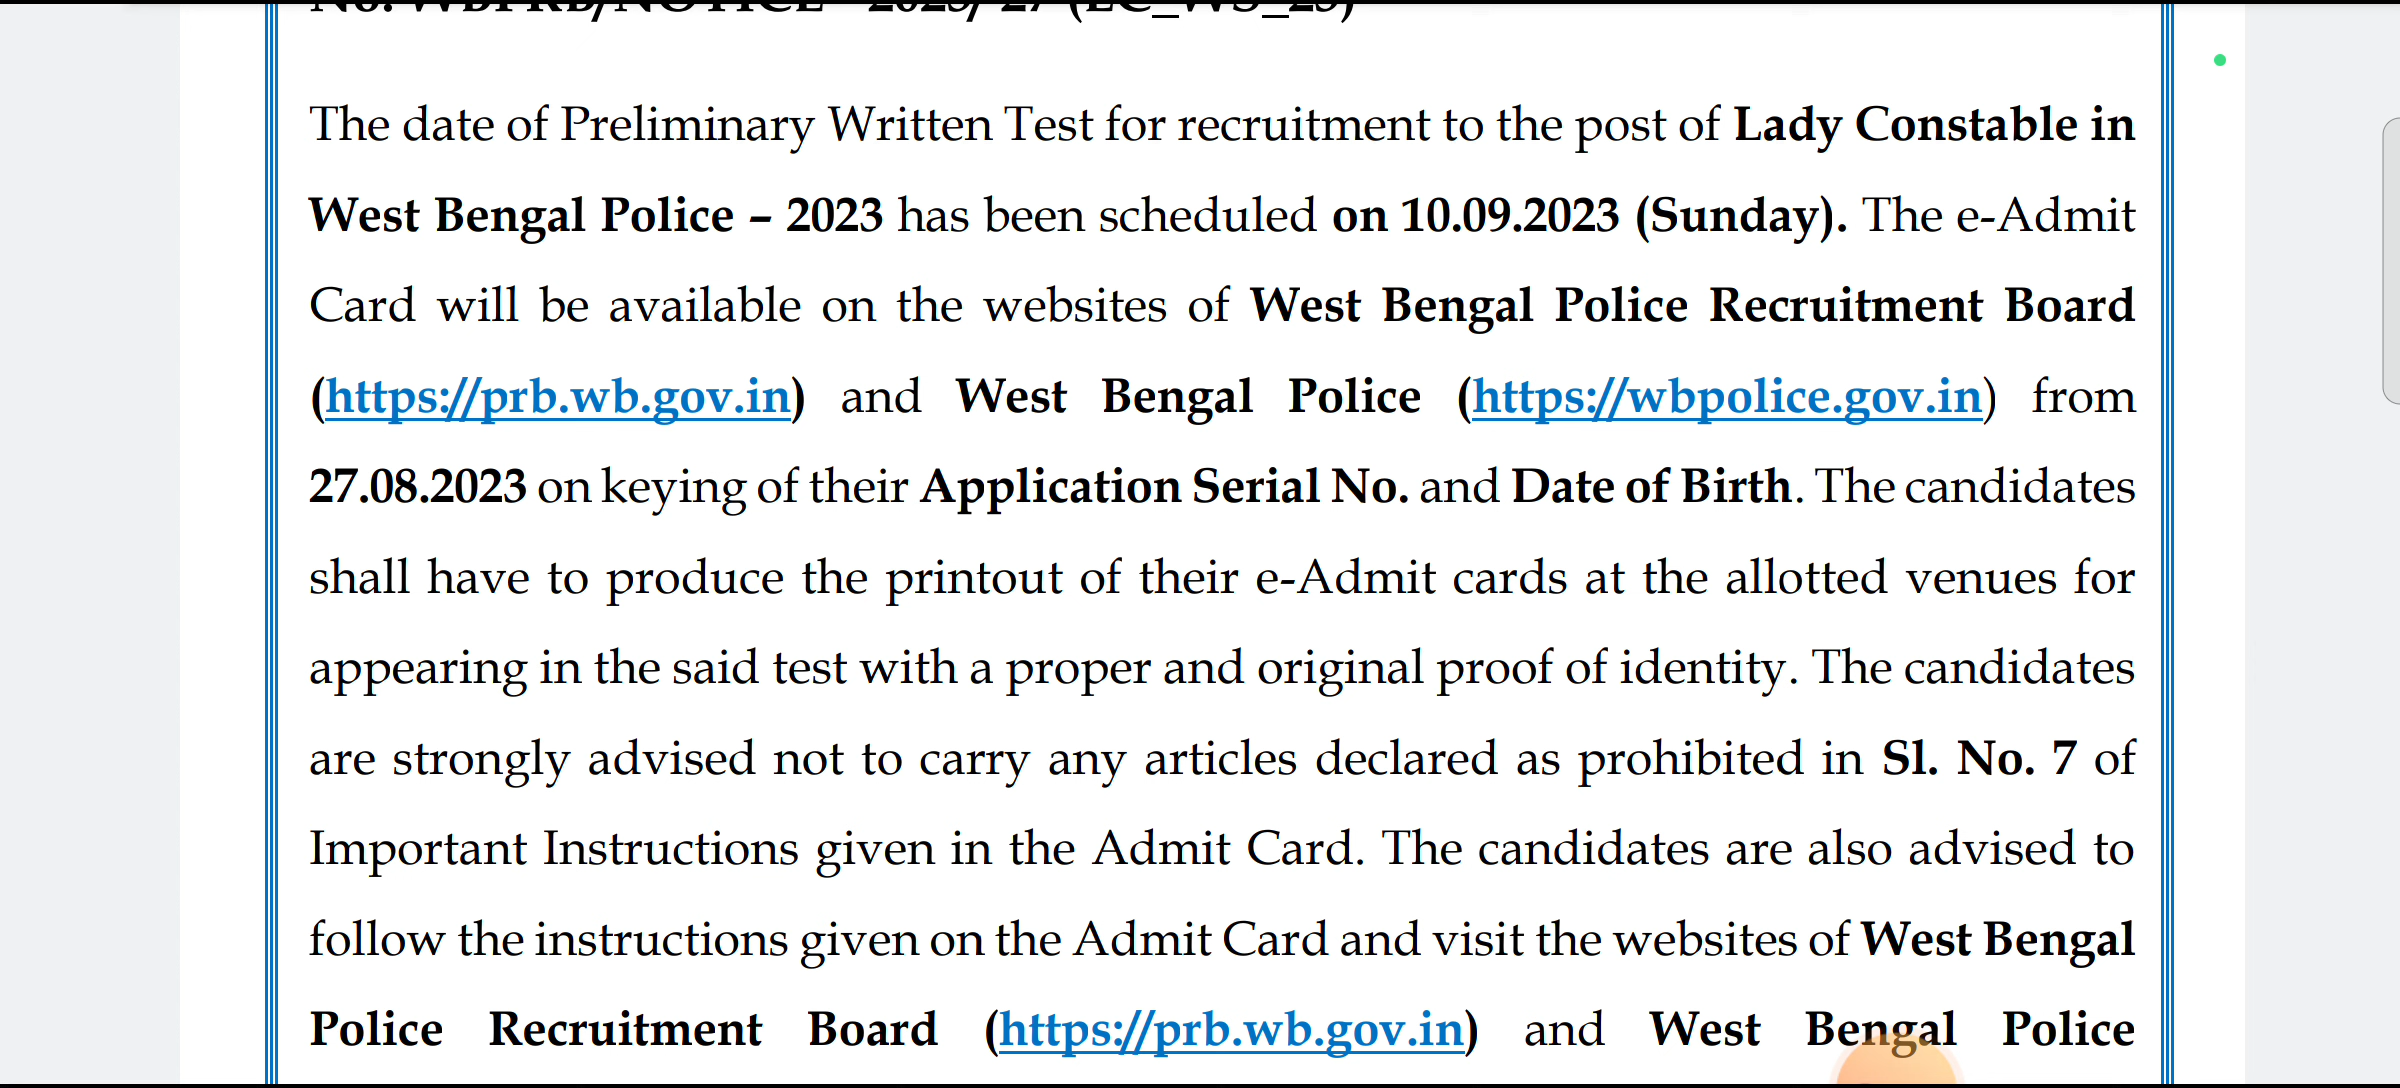 No. WBPRB/NOTICE – 2023/ 27 (LC_WS_23)
The date of Preliminary Written Test for recruitment to the post of Lady Constable in
West Bengal Police – 2023 has been scheduled on 10.09.2023 (Sunday). The e-Admit
Card will be available on the websites of West Bengal Police Recruitment Board
(https://prb.wb.gov.in) and West Bengal Police (https://wbpolice.gov.in) from
27.08.2023 on keying of their Application Serial No. and Date of Birth. The candidates
shall have to produce the printout of their e-Admit cards at the allotted venues for
appearing in the said test with a proper and original proof of identity. The candidates
are strongly advised not to carry any articles declared as prohibited in Sl. No. 7 of
Important Instructions given in the Admit Card. The candidates are also advised to
follow the instructions given on the Admit Card and visit the websites of West Bengal
Police Recruitment Board (https://prb.wb.gov.in) and West Bengal Police